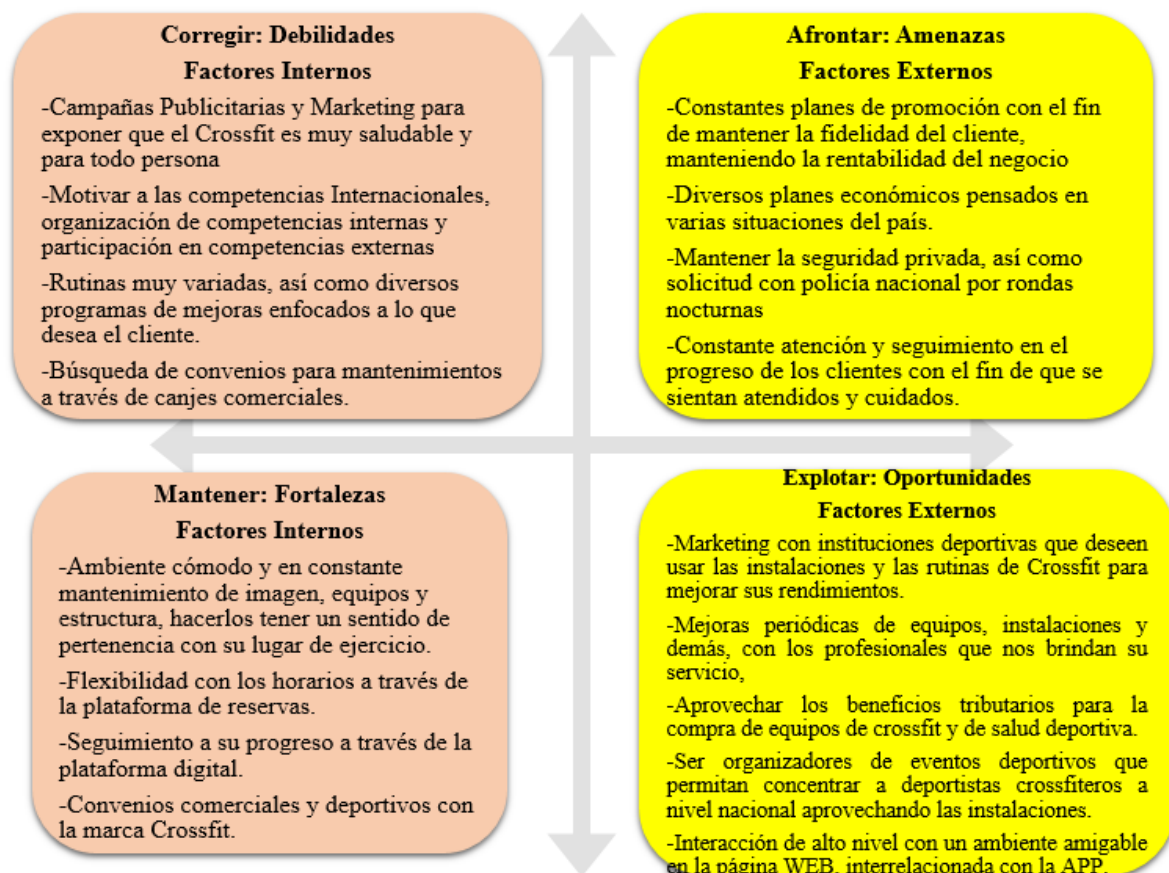 Corregir: Debilidades
Factores Internos
-Campañas Publicitarias y Marketing para
exponer que el Crossfit es muy saludable y
para todo persona
-Motivar a las competencias Internacionales,
organización de competencias internas y
participación en competencias externas
-Rutinas muy variadas, así como diversos
programas de mejoras enfocados a lo que
desea el cliente.
-Búsqueda de convenios para mantenimientos
a través de canjes comerciales.
Afrontar: Amenazas
Factores Externos
-Constantes planes de promoción con el fin
de mantener la fidelidad del cliente,
manteniendo la rentabilidad del negocio
-Diversos planes económicos pensados en
varias situaciones del país.
-Mantener la seguridad privada, así como
solicitud con policía nacional por rondas
nocturnas
-Constante atención y seguimiento en el
progreso de los clientes con el fin de que se
sientan atendidos y cuidados.
Mantener: Fortalezas
Factores Internos
-Ambiente cómodo y en constante
mantenimiento de imagen, equipos y
estructura, hacerlos tener un sentido de
pertenencia con su lugar de ejercicio.
-Flexibilidad con los horarios a través de
la plataforma de reservas.
-Seguimiento a su progreso a través de la
plataforma digital.
-Convenios comerciales y deportivos con
la marca Crossfit.
Explotar: Oportunidades
Factores Externos
-Marketing con instituciones deportivas que deseen
usar las instalaciones y las rutinas de Crossfit para
mejorar sus rendimientos.
-Mejoras periódicas de equipos, instalaciones y
demás, con los profesionales que nos brindan su
servicio,
-Aprovechar los beneficios tributarios para la
compra de equipos de crossfit y de salud deportiva.
-Ser organizadores de eventos deportivos que
permitan concentrar a deportistas crossfiteros a
nivel nacional aprovechando las instalaciones.
-Interacción de alto nivel con un ambiente amigable
en la página WEB, interrelacionada con la APP.